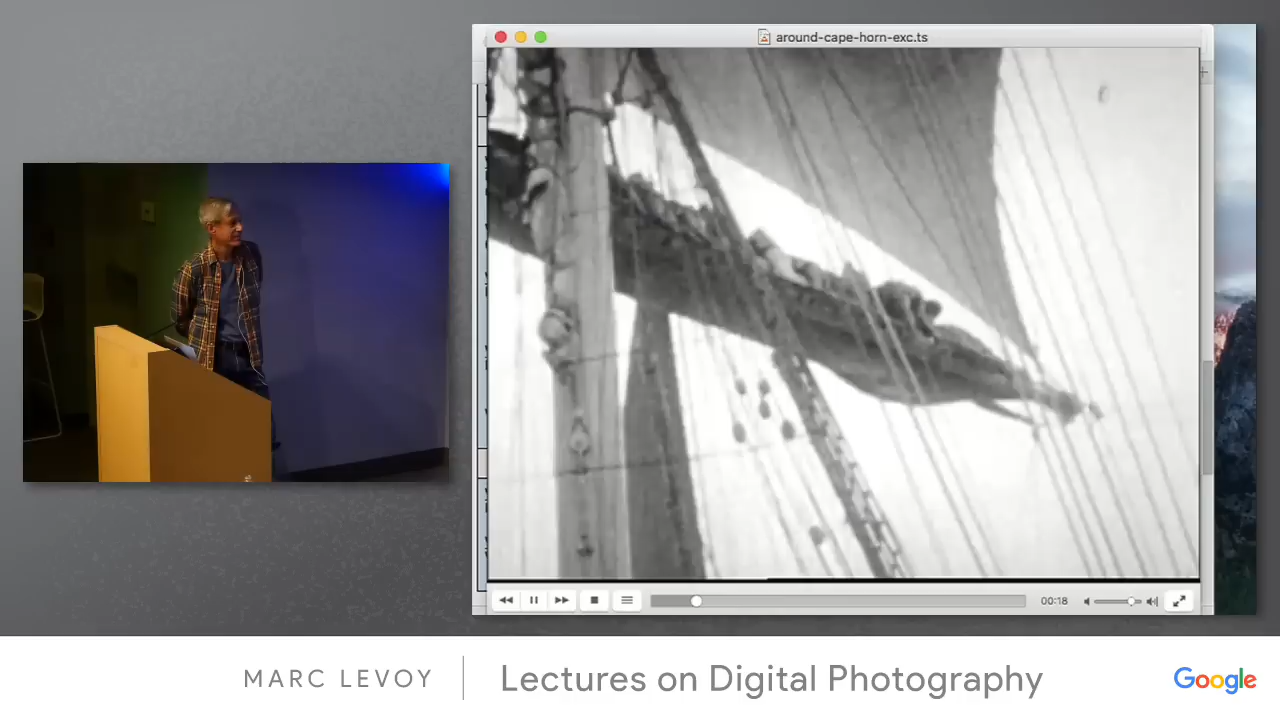 around-cape-horn-exc.ts
00:18
MARC LEVOY
Lectures on Digital Photography
Google